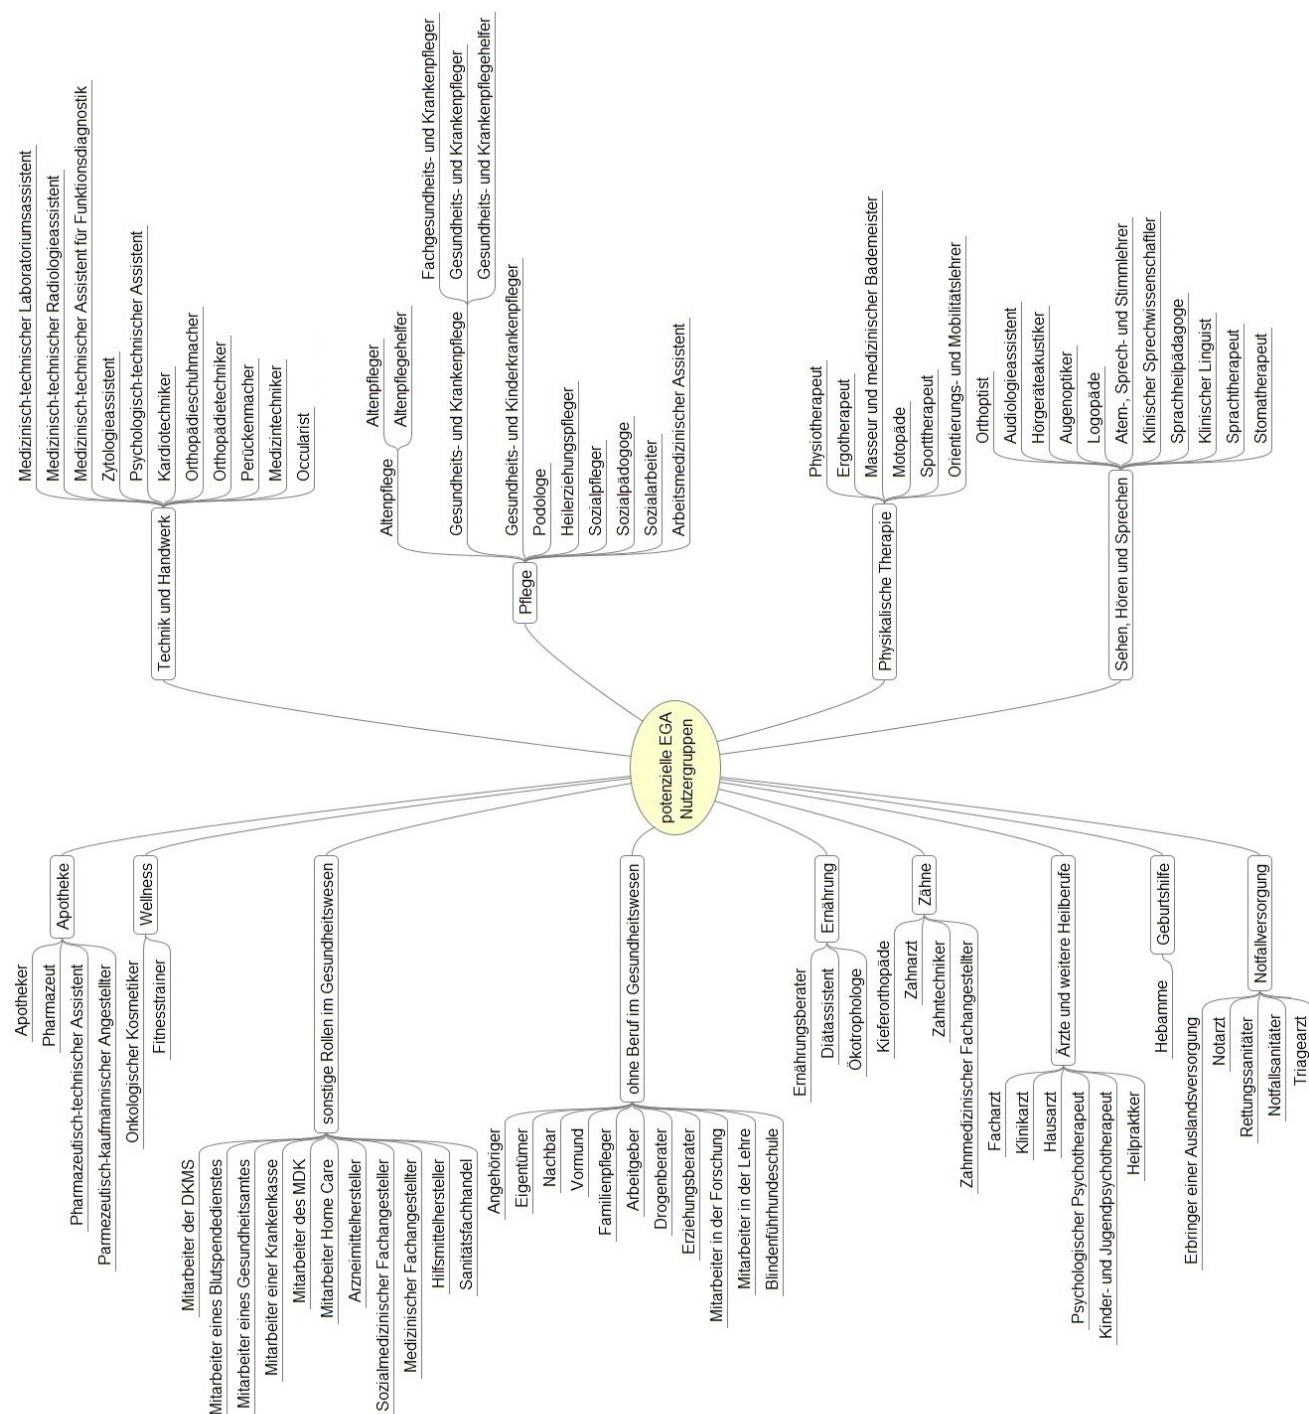 potenzielle EGA
Nutzergruppen
Technik und Handwerk
Medizinisch-technischer Laboratoriumsassistent
Medizinisch-technischer Radiologieassistent
Medizinisch-technischer Assistent für Funktionsdiagnostik
Zytologieassistent
Psychologisch-technischer Assistent
Kardiotechniker
Orthopädieschuhmacher
Orthopädietechniker
Perückenmacher
Medizintechniker
Occularist
Pflege
Altenpflege
Altenpfleger
Altenpflegehelfer
Gesundheits- und Krankenpflege
Fachgesundheits- und Krankenpfleger
Gesundheits- und Krankenpfleger
Gesundheits- und Krankenpflegehelfer
Gesundheits- und Kinderkrankenpfleger
Podologe
Heilerziehungspfleger
Sozialpfleger
Sozialpädogoge
Sozialarbeiter
Arbeitsmedizinischer Assistent
Physikalische Therapie
Physiotherapeut
Ergotherapeut
Masseur und medizinischer Bademeister
Motopäde
Sporttherapeut
Orientierungs- und Mobilitätslehrer
Sehen, Hören und Sprechen
Orthoptist
Audiologieassistent
Hörgeräteakustiker
Augenoptiker
Logopäde
Atem-, Sprech- und Stimmlehrer
Klinischer Sprechwissenschaftler
Sprachheilpädagoge
Klinischer Linguist
Sprachtherapeut
Stomatherapeut
Apotheke
Apotheker
Pharmazeut
Pharmazeutisch-technischer Assistent
Parmezeutisch-kaufmännischer Angestellter
Wellness
Onkologischer Kosmetiker
Fitnesstrainer
sonstige Rollen im Gesundheitswesen
Mitarbeiter der DKMS
Mitarbeiter eines Blutspendedienstes
Mitarbeiter eines Gesundheitsamtes
Mitarbeiter einer Krankenkasse
Mitarbeiter des MDK
Mitarbeiter Home Care
Arzneimittelhersteller
Sozialmedizinischer Fachangesteller
Medizinischer Fachangestellter
Hilfsmittelhersteller
Sanitätsfachhandel
ohne Beruf im Gesundheitswesen
Angehöriger
Eigentümer
Nachbar
Vormund
Familienpfleger
Arbeitgeber
Drogenberater
Erziehungsberater
Mitarbeiter in der Forschung
Mitarbeiter in der Lehre
Blindenführhundeschule
Ernährung
Ernährungsberater
Diätassistent
Ökotrophologe
Zähne
Kieferorthopäde
Zahnarzt
Zahntechniker
Zahnmedizinischer Fachangestellter
Ärzte und weitere Heilberufe
Facharzt
Klinikarzt
Hausarzt
Psychologischer Psychotherapeut
Kinder- und Jugendpsychotherapeut
Heilpraktker
Geburtshilfe
Hebamme
Notfallversorgung
Erbringer einer Auslandsversorgung
Notarzt
Rettungssanitäter
Notfallsanitäter
Triagearzt